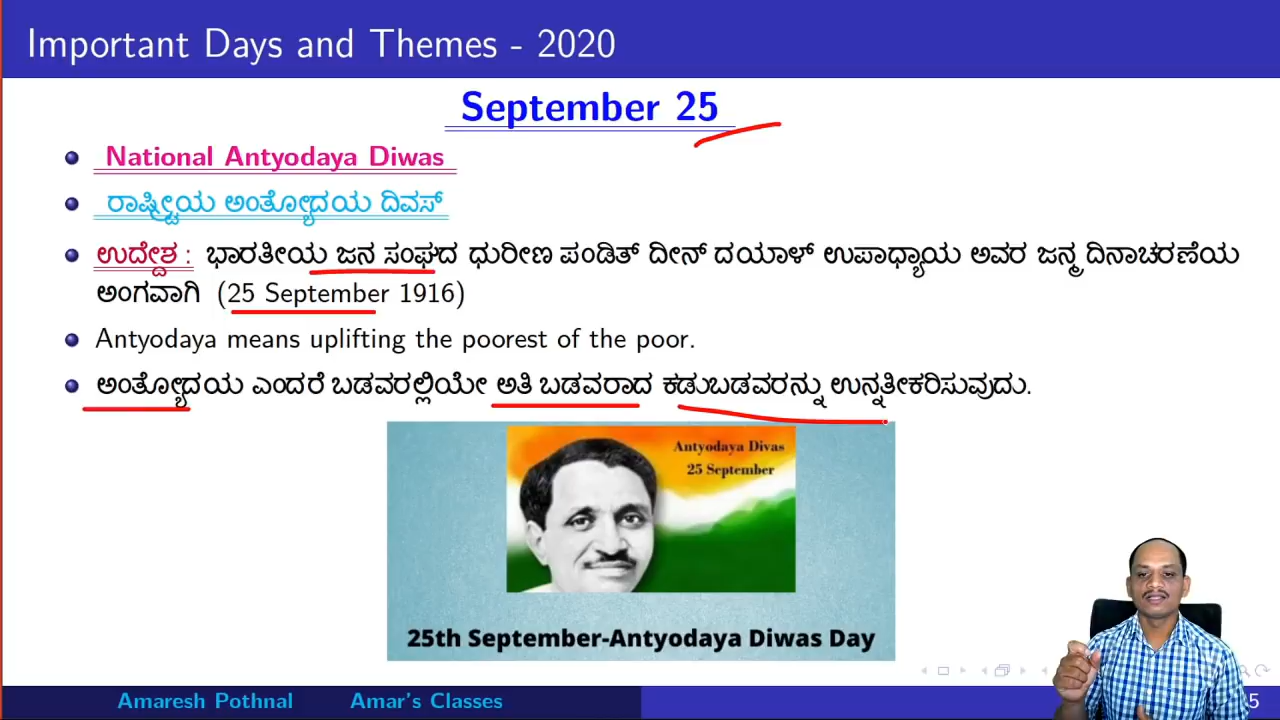 Important Days and Themes - 2020
September 25
National Antyodaya Diwas
ರಾಷ್ಟ್ರೀಯ ಅಂತ್ಯೋದಯ ದಿವಸ್
ಉದ್ದೇಶ : ಭಾರತೀಯ ಜನ ಸಂಘದ ಧುರೀಣ ಪಂಡಿತ್ ದೀನ್ ದಯಾಳ್ ಉಪಾಧ್ಯಾಯ ಅವರ ಜನ್ಮದಿನಾಚರಣೆಯ
ಅಂಗವಾಗಿ (25 September 1916)
Antyodaya means uplifting the poorest of the poor.
ಅಂತ್ಯೋದಯ ಎಂದರೆ ಬಡವರಲ್ಲಿಯೇ ಅತಿ ಬಡವರಾದ ಕಡುಬಡವರನ್ನು ಉನ್ನತೀಕರಿಸುವುದು.
Antyodaya Divas
25 September
25th September-Antyodaya Diwas Day
Amaresh Pothnal Amar's Classes